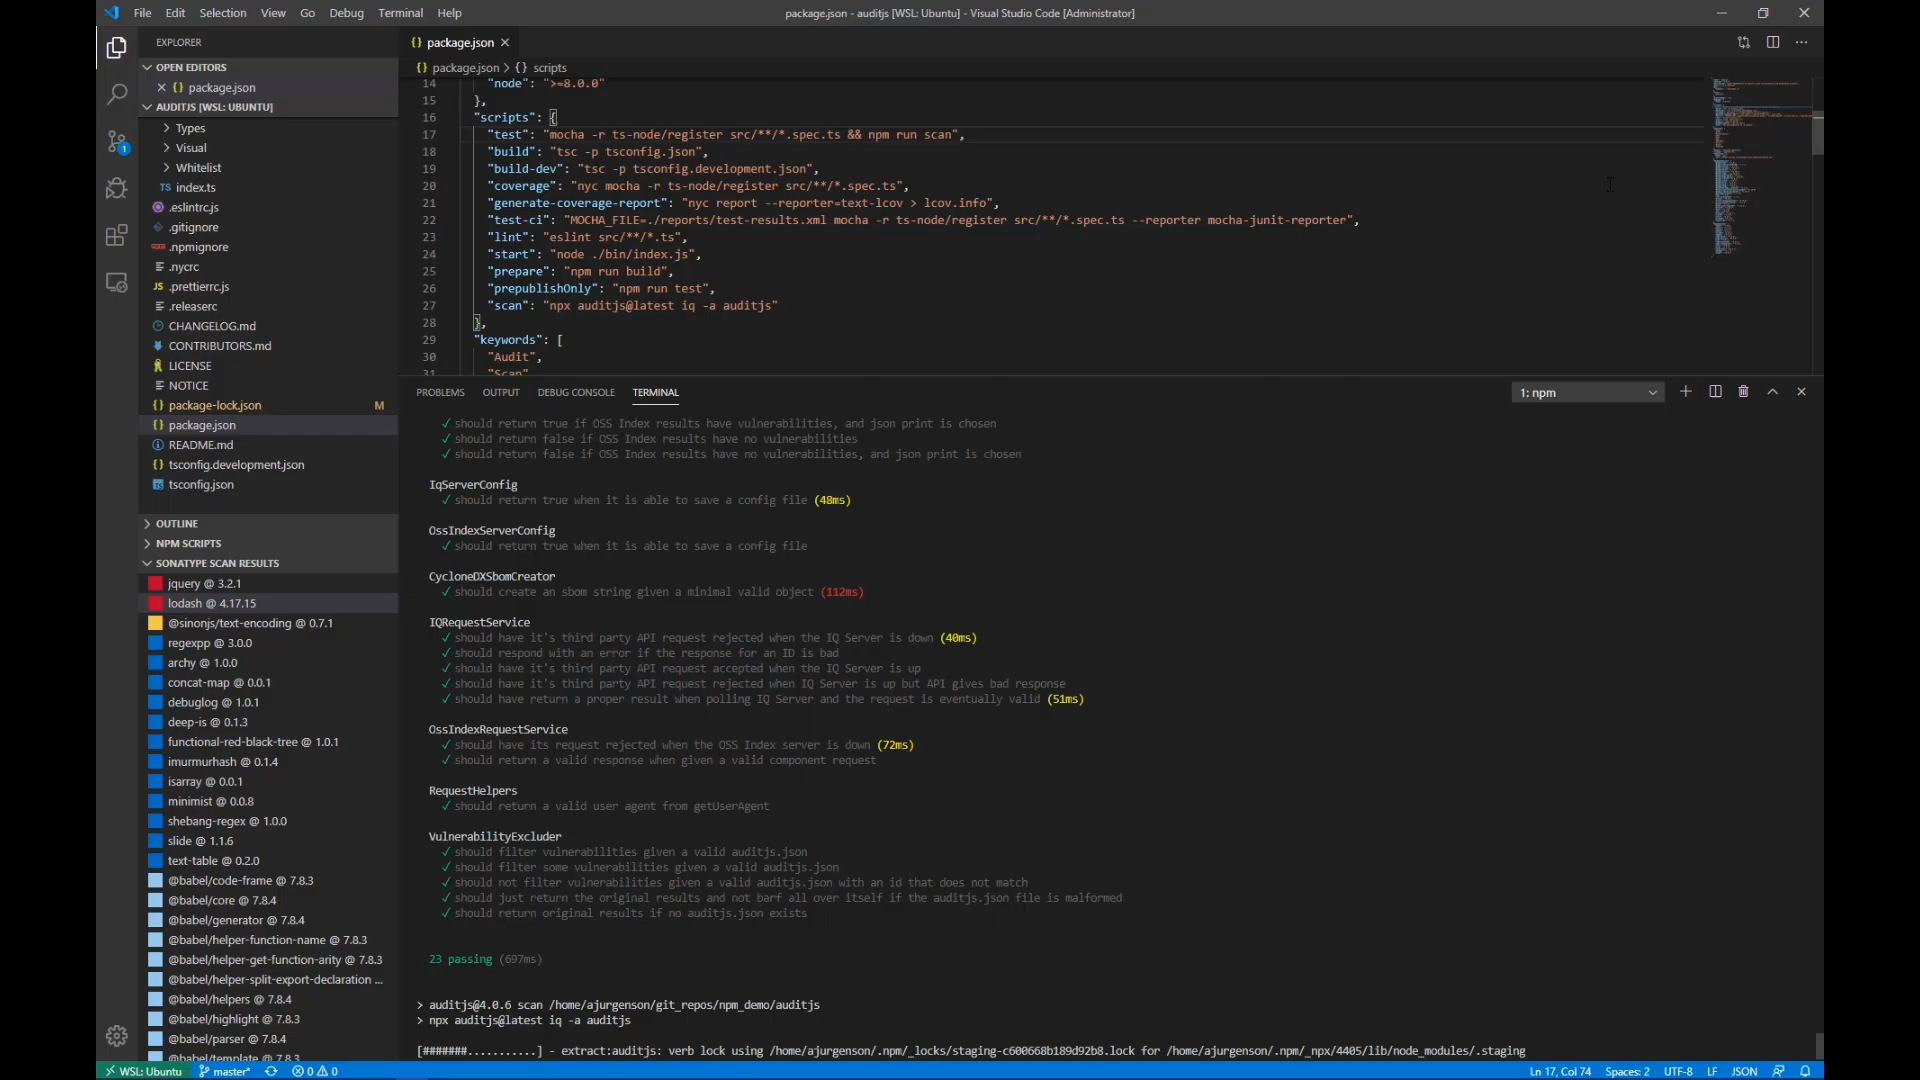 File Edit Selection View Go Debug Terminal Help
package.json - auditjs [WSL: Ubuntu] - Visual Studio Code [Administrator]
EXPLORER
OPEN EDITORS
{} package.json
AUDITJS [WSL: UBUNTU]
Types
Visual
Whitelist
TS index.ts
.eslintrc.js
.gitignore
.npmignore
.nycrc
JS .prettierrc.js
.releaserc
CHANGELOG.md
CONTRIBUTORS.md
LICENSE
NOTICE
{} package-lock.json M
{} package.json
README.md
{} tsconfig.development.json
tsconfig.json
OUTLINE
NPM SCRIPTS
SONATYPE SCAN RESULTS
jquery @ 3.2.1
lodash @ 4.17.15
@sinonjs/text-encoding @ 0.7.1
regexpp @ 3.0.0
archy @ 1.0.0
concat-map @ 0.0.1
debuglog @ 1.0.1
deep-is @ 0.1.3
functional-red-black-tree @ 1.0.1
imurmurhash @ 0.1.4
isarray @ 0.0.1
minimist @ 0.0.8
shebang-regex @ 1.0.0
slide @ 1.1.6
text-table @ 0.2.0
@babel/code-frame @ 7.8.3
@babel/core @ 7.8.4
@babel/generator @ 7.8.4
@babel/helper-function-name @ 7.8.3
@babel/helper-get-function-arity @ 7.8.3
@babel/helper-split-export-declaration ...
@babel/helpers @ 7.8.4
@babel/highlight @ 7.8.3
@babel/parser @ 7.8.4
@babel/template @ 7.8.3
1
{} package.json
{} package.json > {} scripts
14 "node": ">=8.0.0"
15 },
16 "scripts": {
17 "test": "mocha -r ts-node/register src/**/*.spec.ts && npm run scan",
18 "build": "tsc -p tsconfig.json",
19 "build-dev": "tsc -p tsconfig.development.json",
20 "coverage": "nyc mocha -r ts-node/register src/**/*.spec.ts",
21 "generate-coverage-report": "nyc report --reporter=text-lcov > lcov.info",
22 "test-ci": "MOCHA_FILE=./reports/test-results.xml mocha -r ts-node/register src/**/*.spec.ts --reporter mocha-junit-reporter",
23 "lint": "eslint src/**/*.ts",
24 "start": "node ./bin/index.js",
25 "prepare": "npm run build",
26 "prepublishOnly": "npm run test",
27 "scan": "npx auditjs@latest iq -a auditjs"
28 },
29 "keywords": [
30 "Audit",
31 "Scan"
PROBLEMS OUTPUT DEBUG CONSOLE TERMINAL
1: npm
✓ should return true if OSS Index results have vulnerabilities, and json print is chosen
✓ should return false if OSS Index results have no vulnerabilities
✓ should return false if OSS Index results have no vulnerabilities, and json print is chosen
IqServerConfig
✓ should return true when it is able to save a config file (48ms)
OssIndexServerConfig
✓ should return true when it is able to save a config file
CycloneDXSbomCreator
✓ should create an sbom string given a minimal valid object (112ms)
IQRequestService
✓ should have it's third party API request rejected when the IQ Server is down (40ms)
✓ should respond with an error if the response for an ID is bad
✓ should have it's third party API request accepted when the IQ Server is up
✓ should have it's third party API request rejected when IQ Server is up but API gives bad response
✓ should have return a proper result when polling IQ Server and the request is eventually valid (51ms)
OssIndexRequestService
✓ should have its request rejected when the OSS Index server is down (72ms)
✓ should return a valid response when given a valid component request
RequestHelpers
✓ should return a valid user agent from getUserAgent
VulnerabilityExcluder
✓ should filter vulnerabilities given a valid auditjs.json
✓ should filter some vulnerabilities given a valid auditjs.json
✓ should not filter vulnerabilities given a valid auditjs.json with an id that does not match
✓ should just return the original results and not barf all over itself if the auditjs.json file is malformed
✓ should return original results if no auditjs.json exists
23 passing (697ms)
> auditjs@4.0.6 scan /home/ajurgenson/git_repos/npm_demo/auditjs
> npx auditjs@latest iq -a auditjs
[#######...........] - extract:auditjs: verb lock using /home/ajurgenson/.npm/_locks/staging-c600668b189d92b8.lock for /home/ajurgenson/.npm/_npx/4405/lib/node_modules/.staging
WSL: Ubuntu master* 0 0 Ln 17, Col 74 Spaces: 2 UTF-8 LF JSON